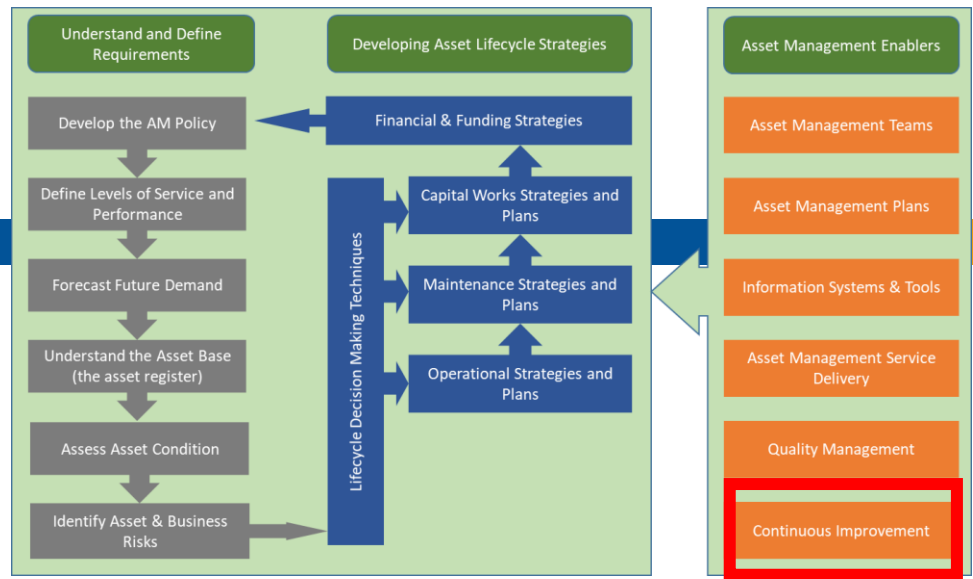 Understand and Define
Requirements
Develop the AM Policy
Define Levels of Service and
Performance
Forecast Future Demand
Understand the Asset Base
(the asset register)
Assess Asset Condition
Identify Asset & Business
Risks
Developing Asset Lifecycle Strategies
Financial & Funding Strategies
Lifecycle Decision Making Techniques
Capital Works Strategies and
Plans
Maintenance Strategies and
Plans
Operational Strategies and
Plans
Asset Management Enablers
Asset Management Teams
Asset Management Plans
Information Systems & Tools
Asset Management Service
Delivery
Quality Management
Continuous Improvement